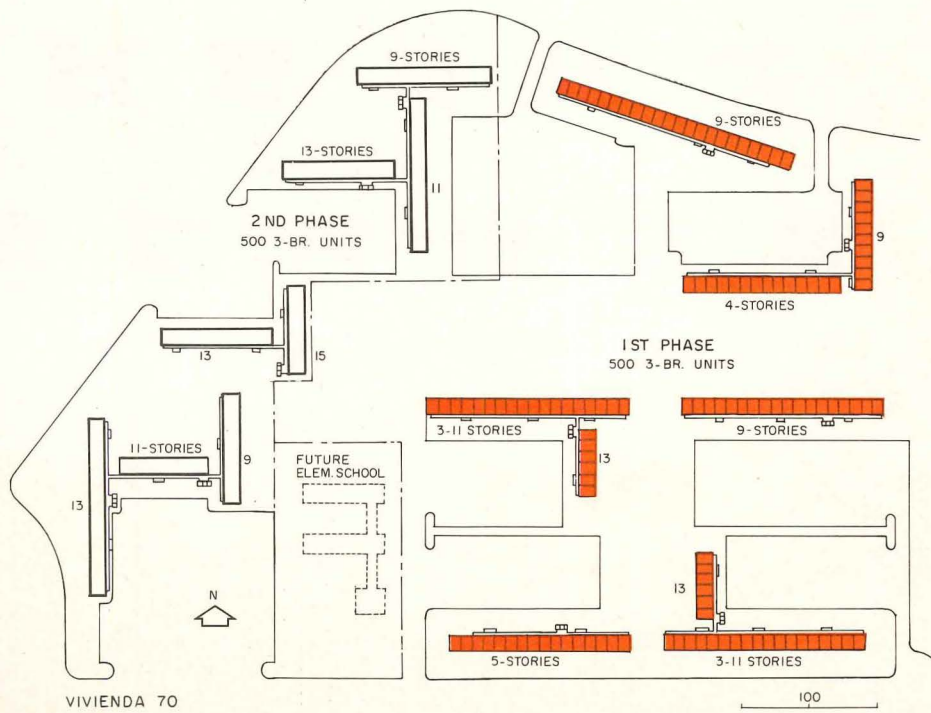 9-STORIES
9-STORIES
13-STORIES
11
2ND PHASE
500 3-BR. UNITS
9
4-STORIES
15
13
1ST PHASE
500 3-BR. UNITS
3-11 STORIES
9-STORIES
11-STORIES
9
13
FUTURE
ELEM. SCHOOL
13
13
N
5-STORIES
3-11 STORIES
VIVIENDA 70
100